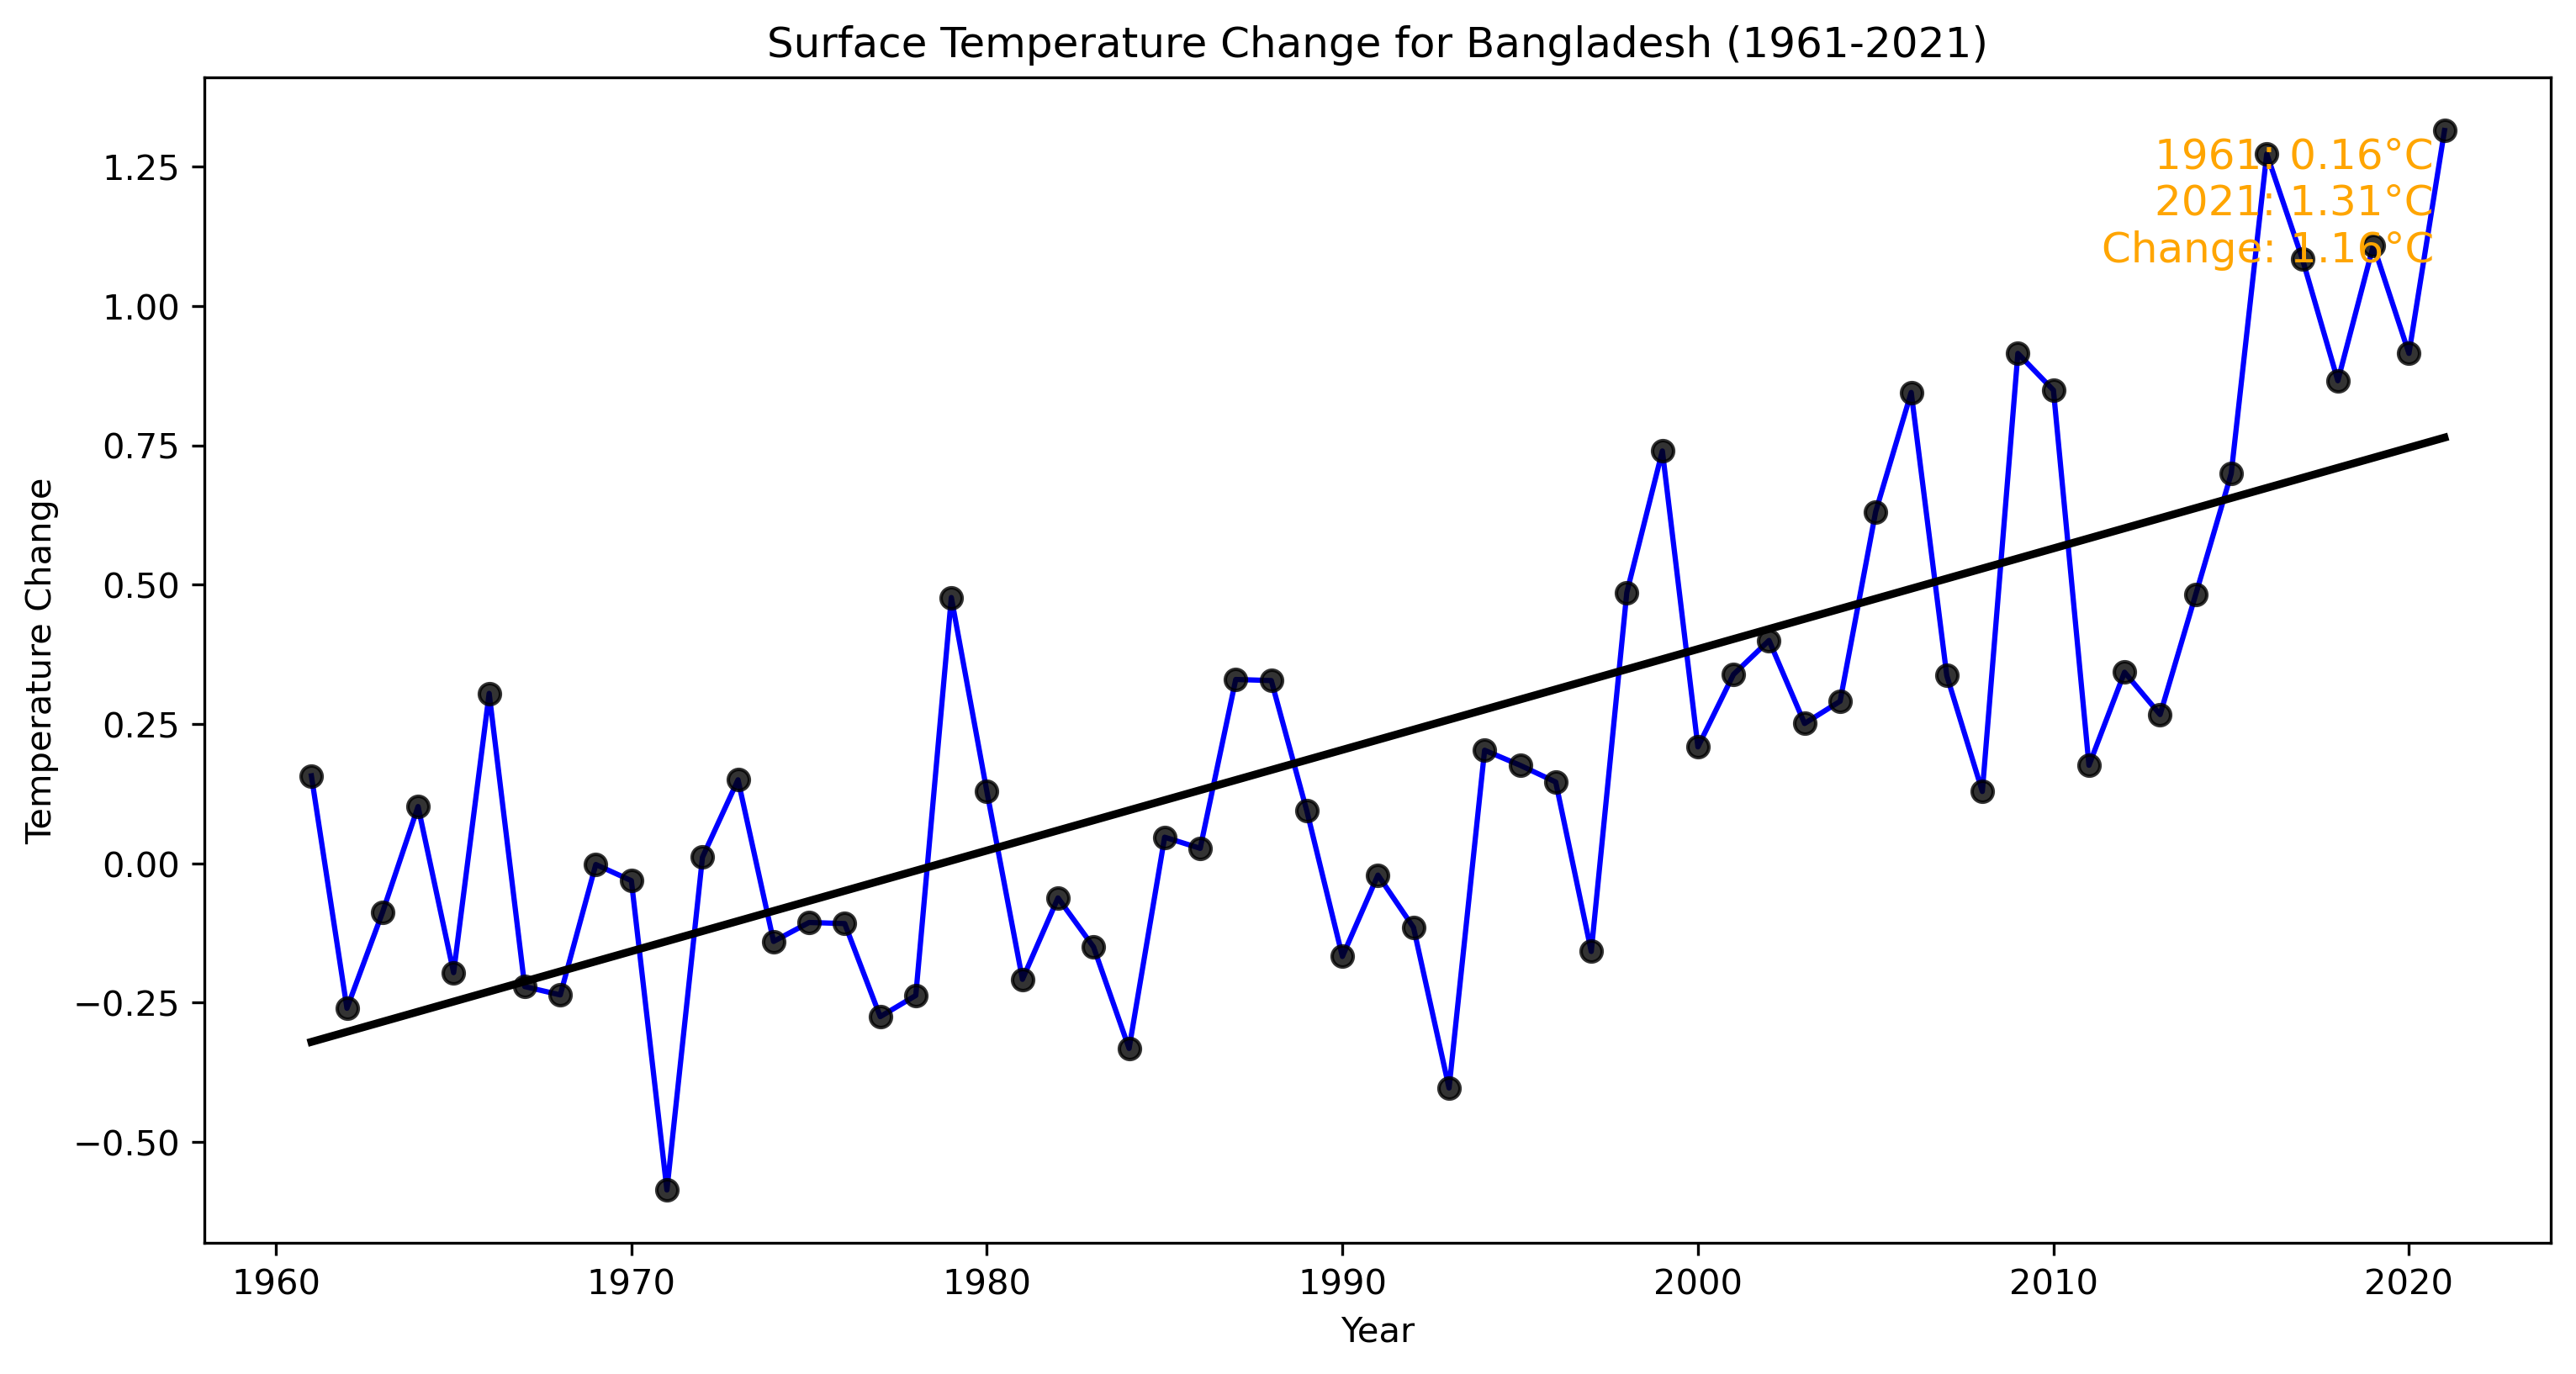 Surface Temperature Change for Bangladesh (1961-2021)
1961: 0.16°C
2021: 1.31°C
Change: 1.16°C
Temperature Change
1.25
1.00
0.75
0.50
0.25
0.00
−0.25
−0.50
1960 1970 1980 1990 2000 2010 2020
Year